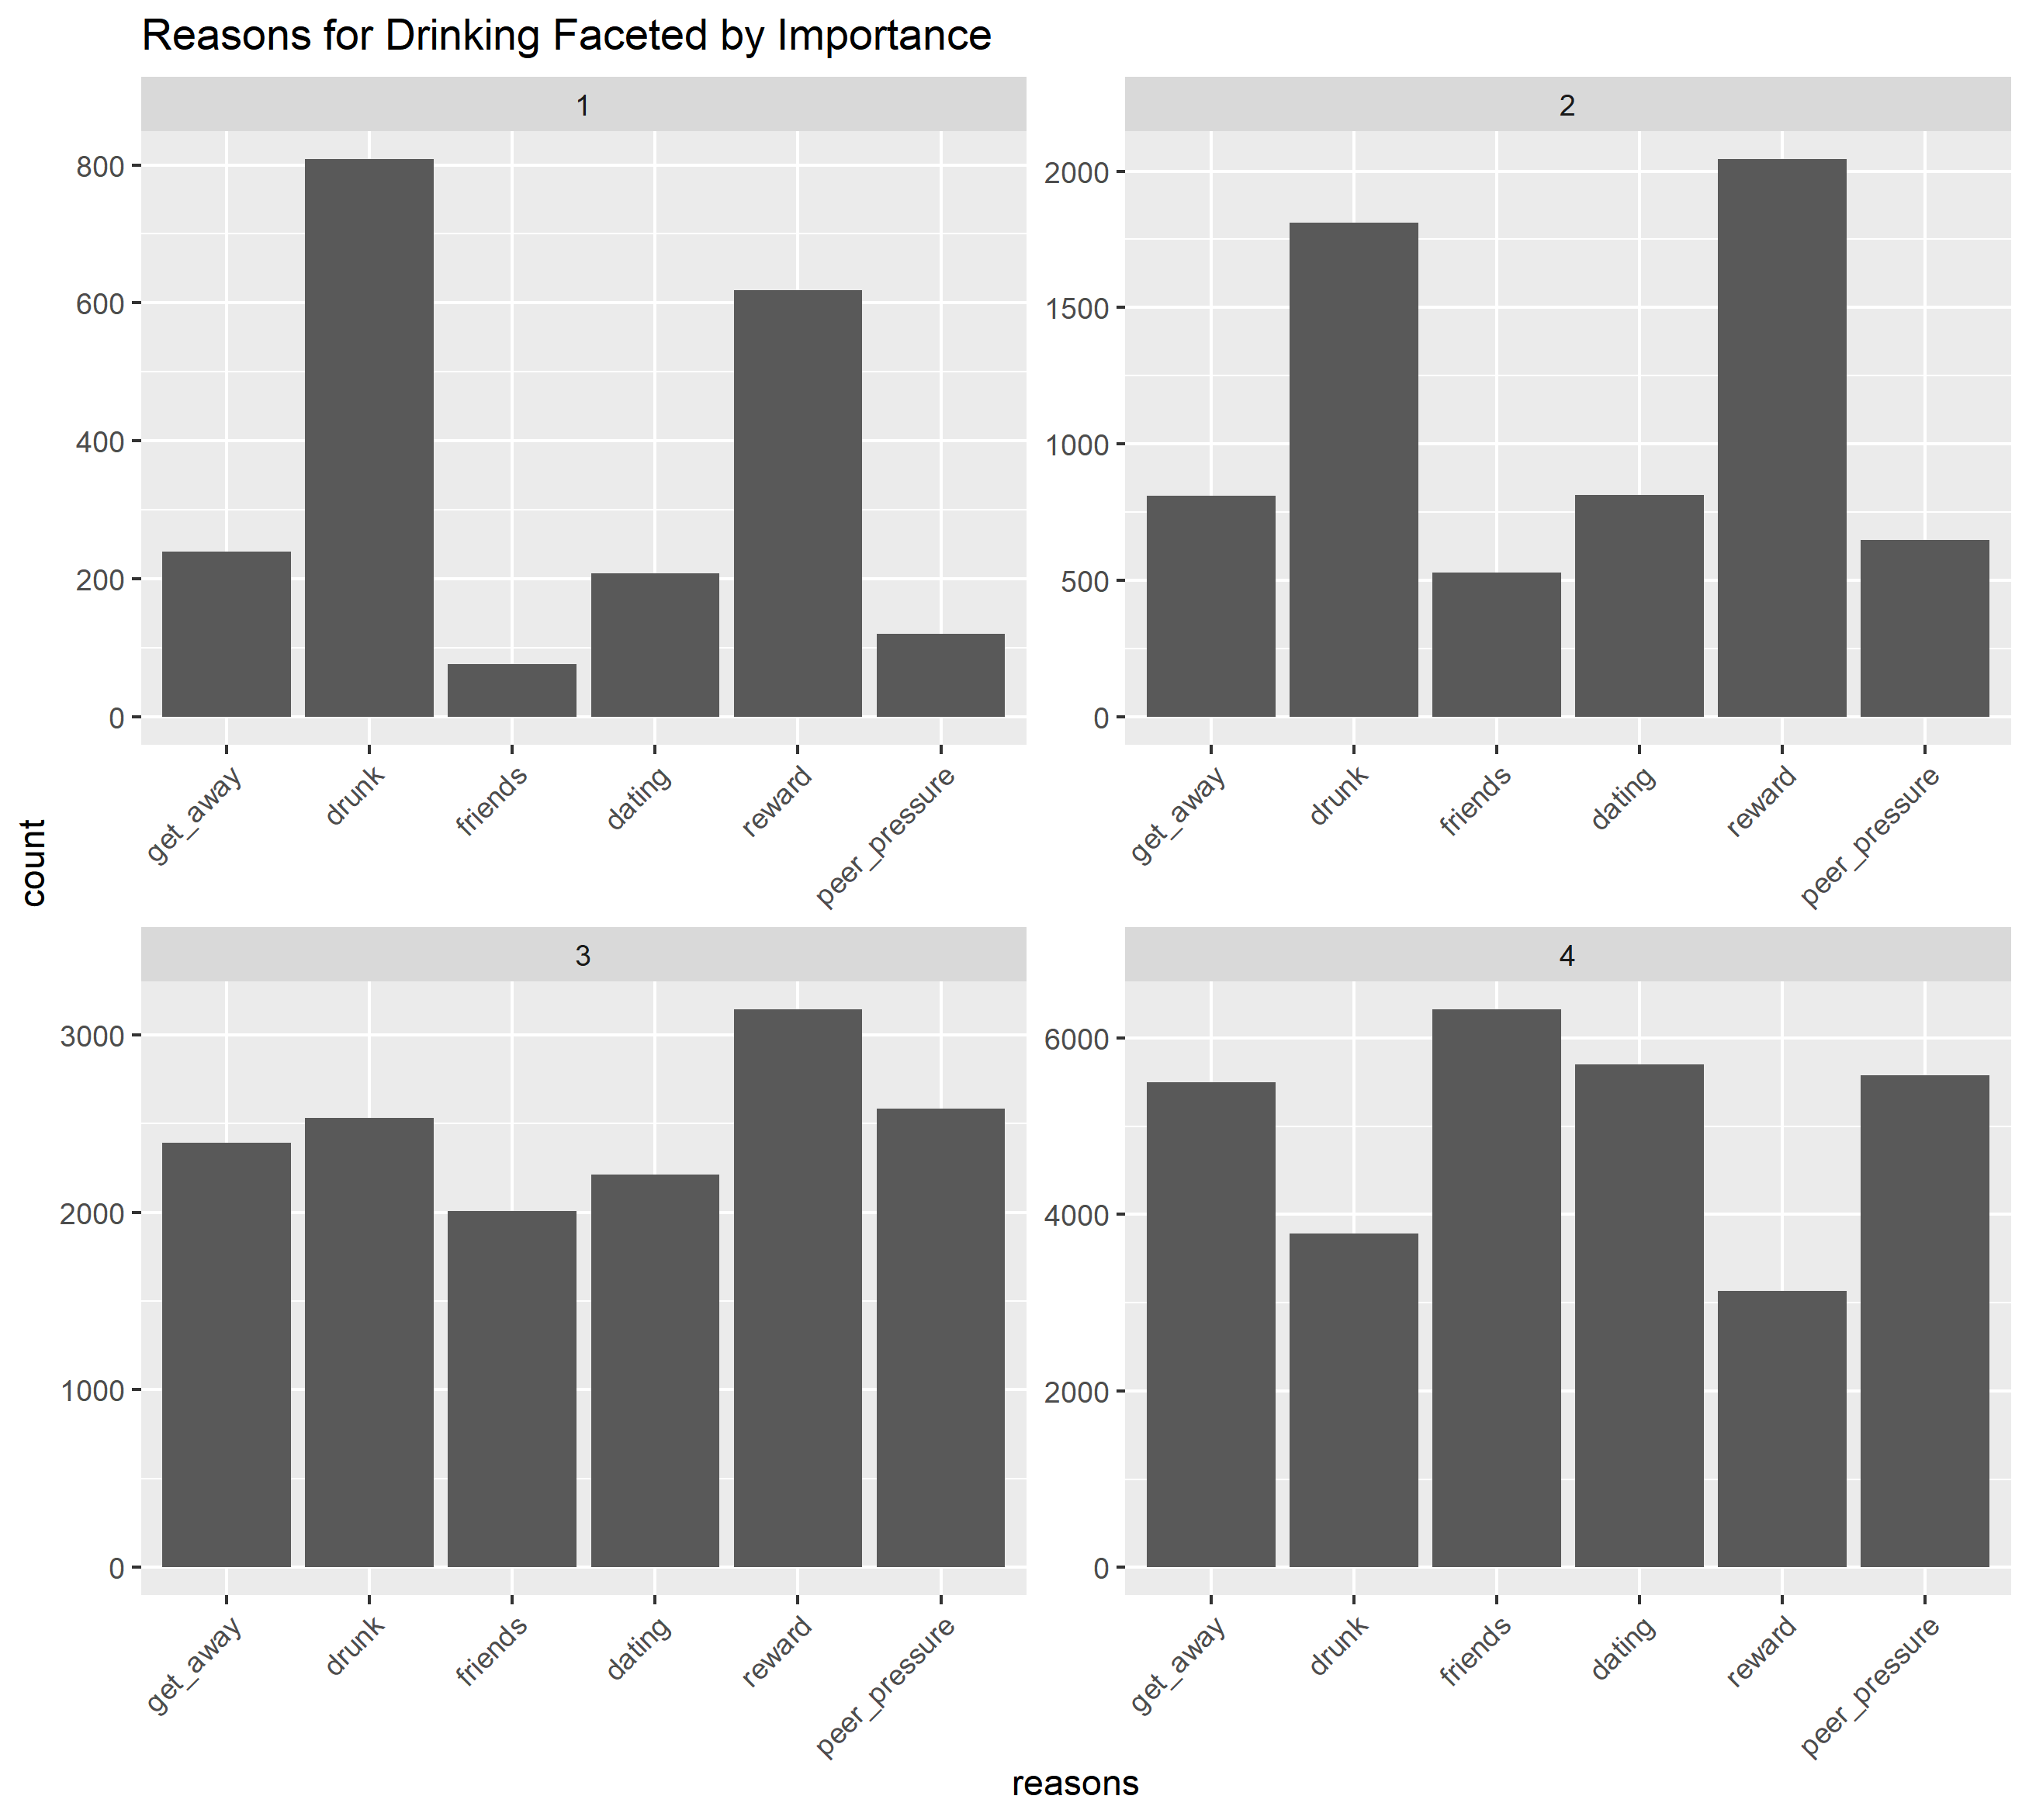 Reasons for Drinking Faceted by Importance
1
800
600
400
200
0
get_away
drunk
friends
dating
reward
peer_pressure
2
2000
1500
1000
500
0
get_away
drunk
friends
dating
reward
peer_pressure
count
3
3000
2000
1000
0
get_away
drunk
friends
dating
reward
peer_pressure
4
6000
4000
2000
0
get_away
drunk
friends
dating
reward
peer_pressure
reasons